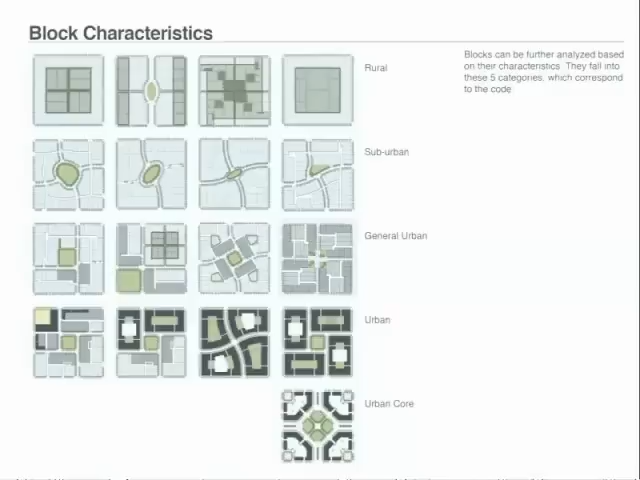 Block Characteristics
Rural
Blocks can be further analyzed based
on their characteristics. They fall into
these 5 categories, which correspond
to the code
Sub-urban
General Urban
Urban
Urban Core